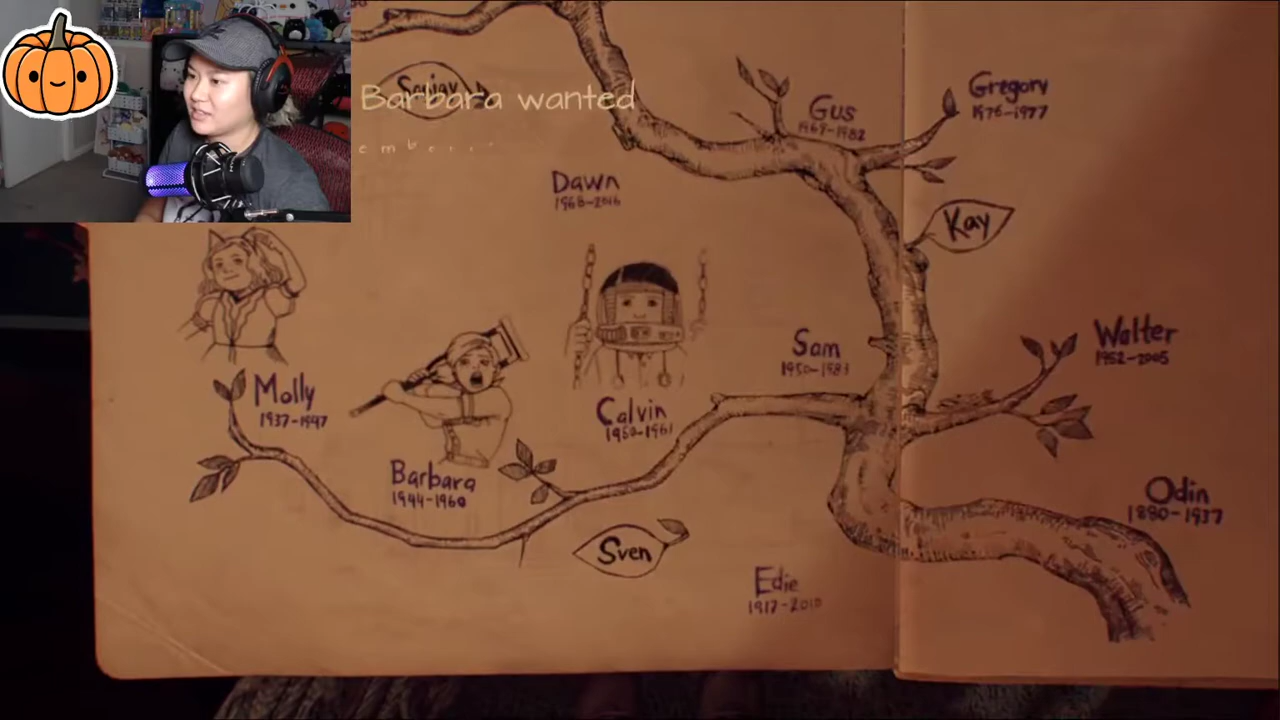 Sanjay
Barbara wanted
Gus
1969-1982
Gregory
1976-1977
Dawn
1968-2016
Kay
Walter
1952-2005
Sam
1950-1983
Molly
1937-1947
Calvin
1950-1961
Barbara
1944-1960
Odin
1880-1937
Sven
Edie
1917-2010